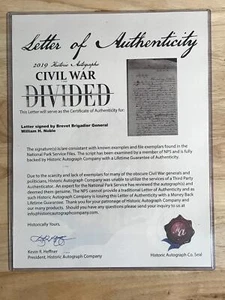 Letter of Authenticity
2019 Historic Autographs
CIVIL WAR
DIVIDED
This Letter will serve as the Certificate of Authenticity for:
Letter signed by Brevet Brigadier General
William H. Noble
The signature(s) is/are consistent with known exemplars and file exemplars found in the
National Park Service Files. The script has been examined by a member of NPS and is fully
backed by Historic Autograph Company with a Lifetime Guarantee of Authenticity.
Due to the scarcity and lack of exemplars for many of the obscure Civil War generals and
politicians, Historic Autographs Company was unable to utilize the services of a Third Party
Authenticator. An expert for the National Park Service has reviewed the autograph(s) and
deemed them genuine. The NPS cannot provide a traditional Letter of Authenticity and as
such Historic Autographs Company is issuing this Letter of Authenticity with a Money Back
Lifetime Guarantee. Thank you for your patronage of Historic Autograph Company and
our many products. Should you have any questions please send your inquiry to us at
info@historicautographcompany.com.
Historically Yours,
Kevin R. Heffner
President, Historic Autograph Company
HA
Historic Autograph Co. Seal